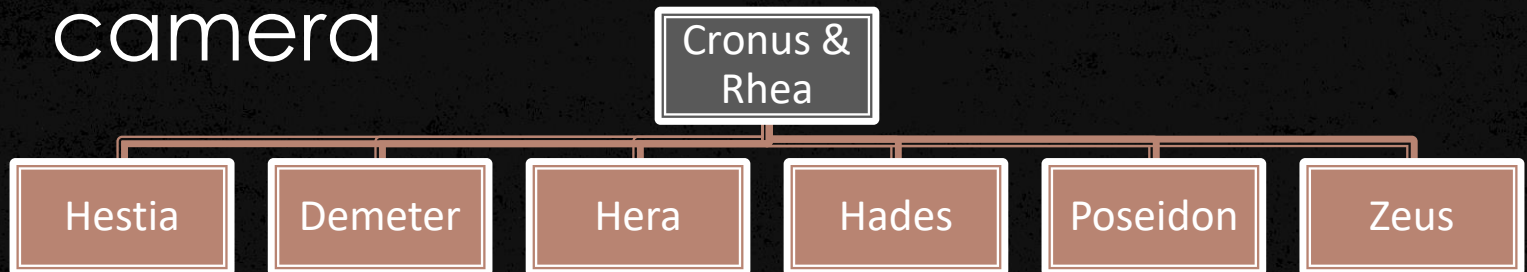 camera
Cronus &
Rhea
Hestia
Demeter
Hera
Hades
Poseidon
Zeus